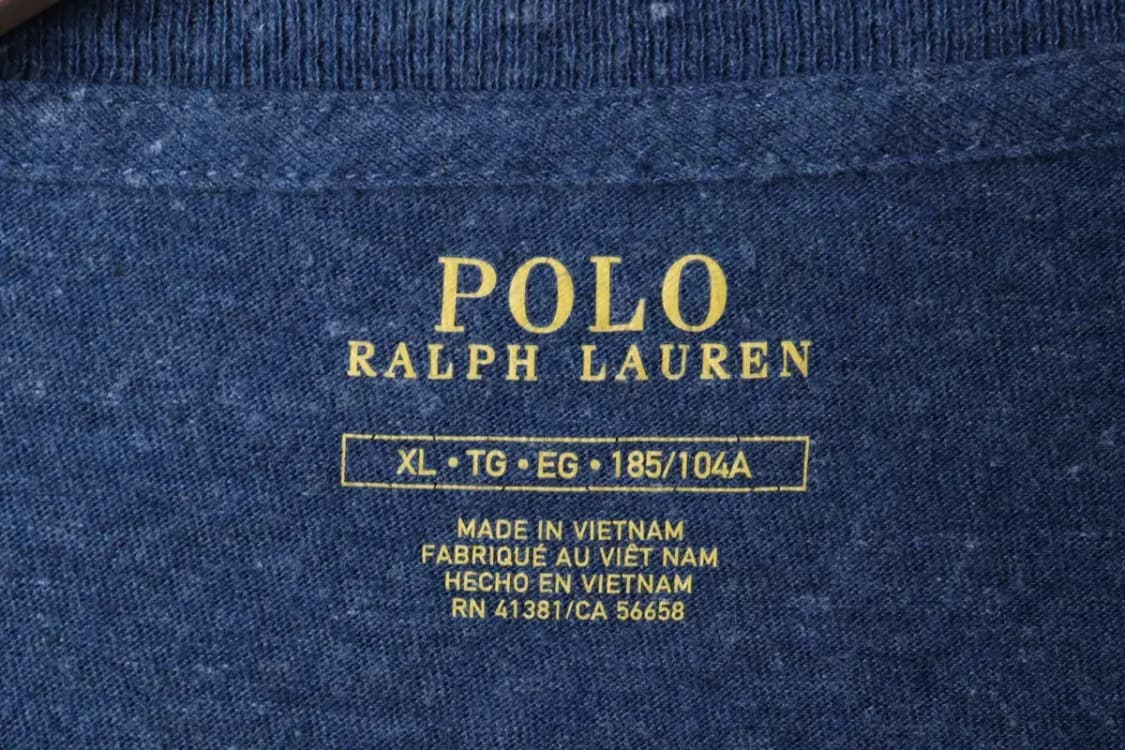 POLO
RALPH LAUREN
XL • TG • EG • 185/104A
MADE IN VIETNAM
FABRIQUÉ AU VIÊT NAM
HECHO EN VIETNAM
RN 41381/CA 56658